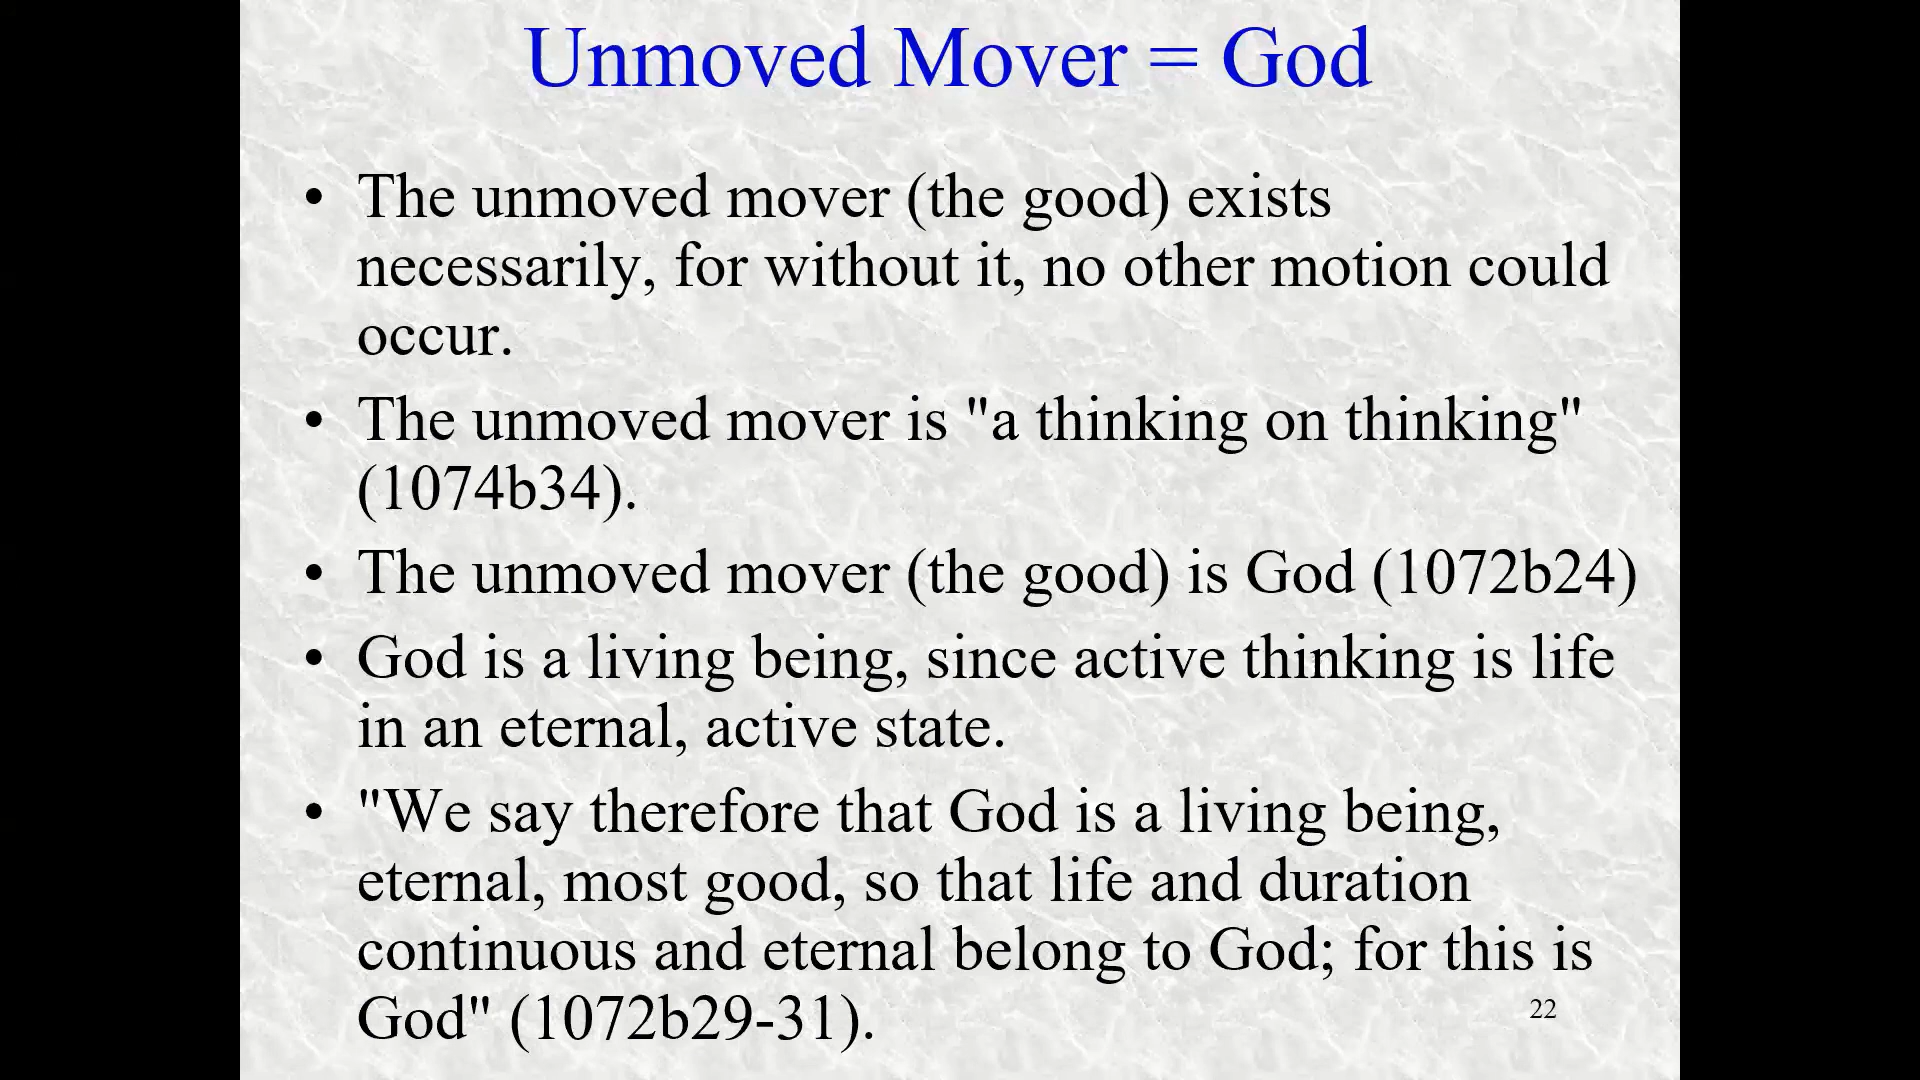 Unmoved Mover = God
• The unmoved mover (the good) exists
necessarily, for without it, no other motion could
occur.
• The unmoved mover is "a thinking on thinking"
(1074b34).
• The unmoved mover (the good) is God (1072b24)
• God is a living being, since active thinking is life
in an eternal, active state.
• "We say therefore that God is a living being,
eternal, most good, so that life and duration
continuous and eternal belong to God; for this is
God" (1072b29-31).
22